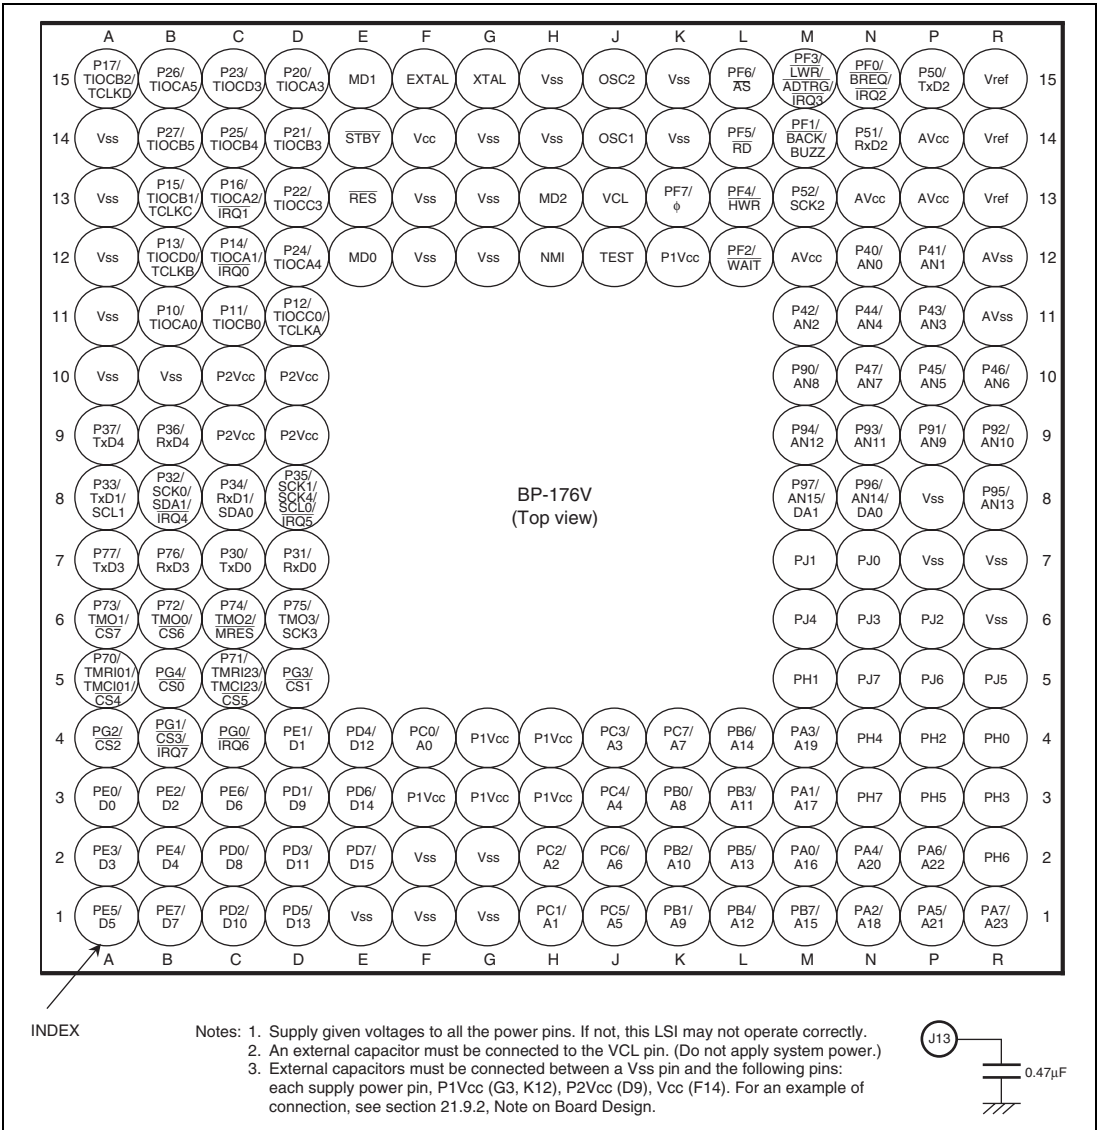 A B C D E F G H J K L M N P R
15 P17/TIOCB2/TCLKD P26/TIOCA5 P23/TIOCD3 P20/TIOCA3 MD1 EXTAL XTAL Vss OSC2 Vss PF6/AS PF3/LWR/ADTRG/IRQ3 PF0/BREQ/IRQ2 P50/TxD2 Vref 15
14 Vss P27/TIOCB5 P25/TIOCB4 P21/TIOCB3 STBY Vcc Vss Vss OSC1 Vss PF5/RD PF1/BACK/BUZZ P51/RxD2 AVcc Vref 14
13 Vss P15/TIOCB1/TCLKC P16/TIOCA2/IRQ1 P22/TIOCC3 RES Vss Vss MD2 VCL PF7/φ PF4/HWR P52/SCK2 AVcc AVcc Vref 13
12 Vss P13/TIOCD0/TCLKB P14/TIOCA1/IRQ0 P24/TIOCA4 MD0 Vss Vss NMI TEST P1Vcc PF2/WAIT AVcc P40/AN0 P41/AN1 AVss 12
11 Vss P10/TIOCA0 P11/TIOCB0 P12/TIOCC0/TCLKA P42/AN2 P44/AN4 P43/AN3 AVss 11
10 Vss Vss P2Vcc P2Vcc P90/AN8 P47/AN7 P45/AN5 P46/AN6 10
9 P37/TxD4 P36/RxD4 P2Vcc P2Vcc P94/AN12 P93/AN11 P91/AN9 P92/AN10 9
8 P33/TxD1/SCL1 P32/SCK0/SDA1/IRQ4 P34/RxD1/SDA0 P35/SCK1/SCK4/SCL0/IRQ5 BP-176V P97/AN15/DA1 P96/AN14/DA0 Vss P95/AN13 8
(Top view)
7 P77/TxD3 P76/RxD3 P30/TxD0 P31/RxD0 PJ1 PJ0 Vss Vss 7
6 P73/TMO1/CS7 P72/TMO0/CS6 P74/TMO2/MRES P75/TMO3/SCK3 PJ4 PJ3 PJ2 Vss 6
5 P70/TMRI01/TMCI01/CS4 PG4/CS0 P71/TMRI23/TMCI23/CS5 PG3/CS1 PH1 PJ7 PJ6 PJ5 5
4 PG2/CS2 PG1/CS3/IRQ7 PG0/IRQ6 PE1/D1 PD4/D12 PC0/A0 P1Vcc P1Vcc PC3/A3 PC7/A7 PB6/A14 PA3/A19 PH4 PH2 PH0 4
3 PE0/D0 PE2/D2 PE6/D6 PD1/D9 PD6/D14 P1Vcc P1Vcc P1Vcc PC4/A4 PB0/A8 PB3/A11 PA1/A17 PH7 PH5 PH3 3
2 PE3/D3 PE4/D4 PD0/D8 PD3/D11 PD7/D15 Vss Vss PC2/A2 PC6/A6 PB2/A10 PB5/A13 PA0/A16 PA4/A20 PA6/A22 PH6 2
1 PE5/D5 PE7/D7 PD2/D10 PD5/D13 Vss Vss Vss PC1/A1 PC5/A5 PB1/A9 PB4/A12 PB7/A15 PA2/A18 PA5/A21 PA7/A23 1
A B C D E F G H J K L M N P R
INDEX
Notes: 1. Supply given voltages to all the power pins. If not, this LSI may not operate correctly.
2. An external capacitor must be connected to the VCL pin. (Do not apply system power.)
3. External capacitors must be connected between a Vss pin and the following pins:
each supply power pin, P1Vcc (G3, K12), P2Vcc (D9), Vcc (F14). For an example of
connection, see section 21.9.2, Note on Board Design.
J13
0.47μF